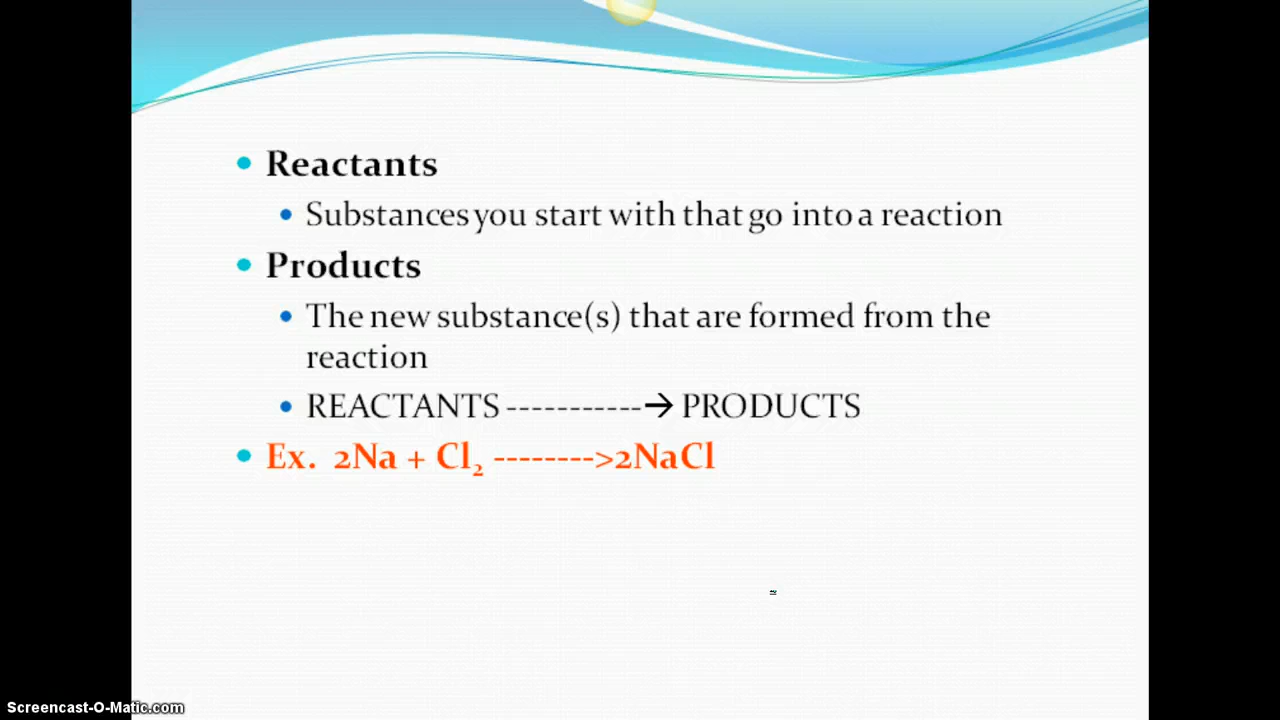 Reactants
Substances you start with that go into a reaction
Products
The new substance(s) that are formed from the
reaction
REACTANTS -----------→ PRODUCTS
Ex. 2Na + Cl₂ -------->2NaCl
Screencast-O-Matic.com